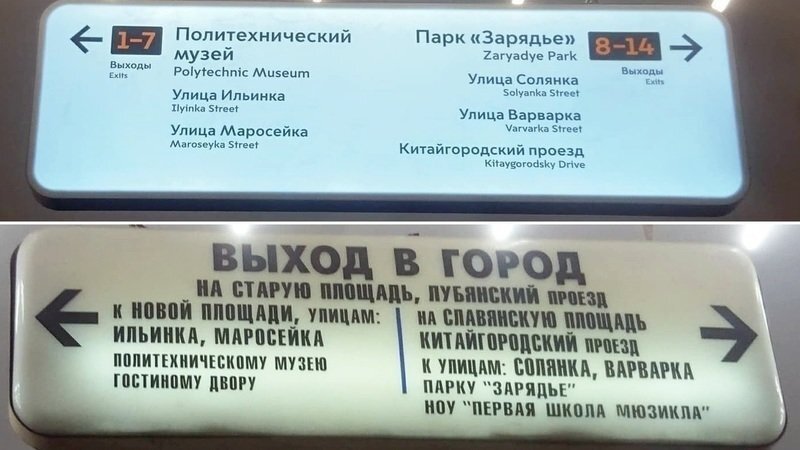 1-7
Выходы
Exits
Политехнический
музей
Polytechnic Museum
Улица Ильинка
Ilyinka Street
Улица Маросейка
Maroseyka Street
Парк «Зарядье»
Zaryadye Park
Улица Солянка
Solyanka Street
Улица Варварка
Varvarka Street
Китайгородский проезд
Kitaygorodsky Drive
8-14
Выходы
Exits
ВЫХОД В ГОРОД
НА СТАРУЮ ПЛОЩАДЬ, ЛУБЯНСКИЙ ПРОЕЗД
К НОВОЙ ПЛОЩАДИ, УЛИЦАМ:
ИЛЬИНКА, МАРОСЕЙКА
ПОЛИТЕХНИЧЕСКОМУ МУЗЕЮ
ГОСТИНОМУ ДВОРУ
НА СЛАВЯНСКУЮ ПЛОЩАДЬ
КИТАЙГОРОДСКИЙ ПРОЕЗД
К УЛИЦАМ: СОЛЯНКА, ВАРВАРКА
ПАРКУ "ЗАРЯДЬЕ"
НОУ "ПЕРВАЯ ШКОЛА МЮЗИКЛА"